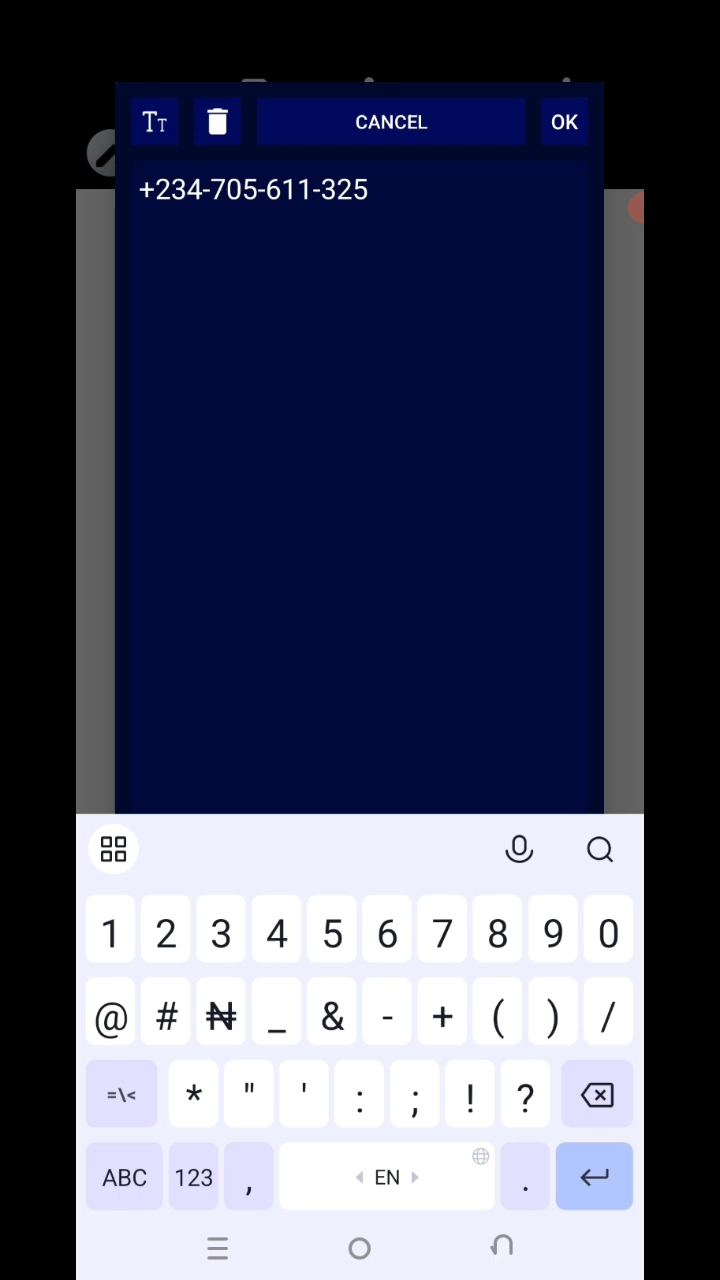 Tт CANCEL OK
+234-705-611-325
1 2 3 4 5 6 7 8 9 0
@ # ₦ _ & - + ( ) /
=\< * " ' : ; ! ?
ABC 123 , EN .